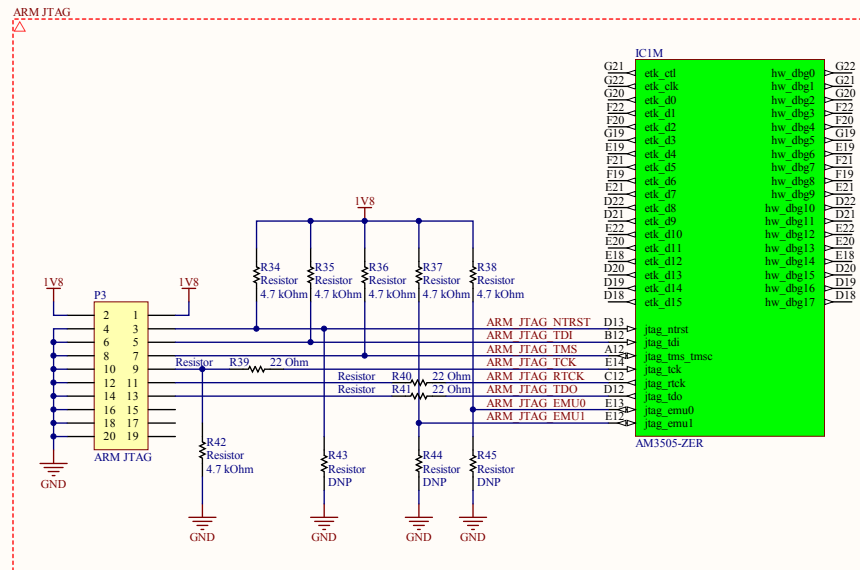 ARM JTAG
IC1M
G21 etk_ctl hw_dbg0 G22
G22 etk_clk hw_dbg1 G21
G20 etk_d0 hw_dbg2 G20
F22 etk_d1 hw_dbg3 F22
F20 etk_d2 hw_dbg4 F20
G19 etk_d3 hw_dbg5 G19
E19 etk_d4 hw_dbg6 E19
F21 etk_d5 hw_dbg7 F21
F19 etk_d6 hw_dbg8 F19
E21 etk_d7 hw_dbg9 E21
D22 etk_d8 hw_dbg10 D22
D21 etk_d9 hw_dbg11 D21
E22 etk_d10 hw_dbg12 E22
E20 etk_d11 hw_dbg13 E20
E18 etk_d12 hw_dbg14 E18
D20 etk_d13 hw_dbg15 D20
D19 etk_d14 hw_dbg16 D19
D18 etk_d15 hw_dbg17 D18
1V8
R34 R35 R36 R37 R38
Resistor Resistor Resistor Resistor Resistor
4.7 kOhm 4.7 kOhm 4.7 kOhm 4.7 kOhm 4.7 kOhm
1V8 1V8
P3
2 1
4 3 ARM_JTAG_NTRST D13 jtag_ntrst
6 5 ARM_JTAG_TDI B12 jtag_tdi
8 7 ARM_JTAG_TMS A12 jtag_tms_tmsc
10 9 Resistor R39 22 Ohm ARM_JTAG_TCK E14 jtag_tck
12 11 Resistor R40 22 Ohm ARM_JTAG_RTCK C12 jtag_rtck
14 13 Resistor R41 22 Ohm ARM_JTAG_TDO D12 jtag_tdo
16 15 ARM_JTAG_EMU0 E13 jtag_emu0
18 17 ARM_JTAG_EMU1 E12 jtag_emu1
20 19
ARM JTAG
AM3505-ZER
R42
Resistor
4.7 kOhm
R43 R44 R45
Resistor Resistor Resistor
DNP DNP DNP
GND
GND GND GND GND